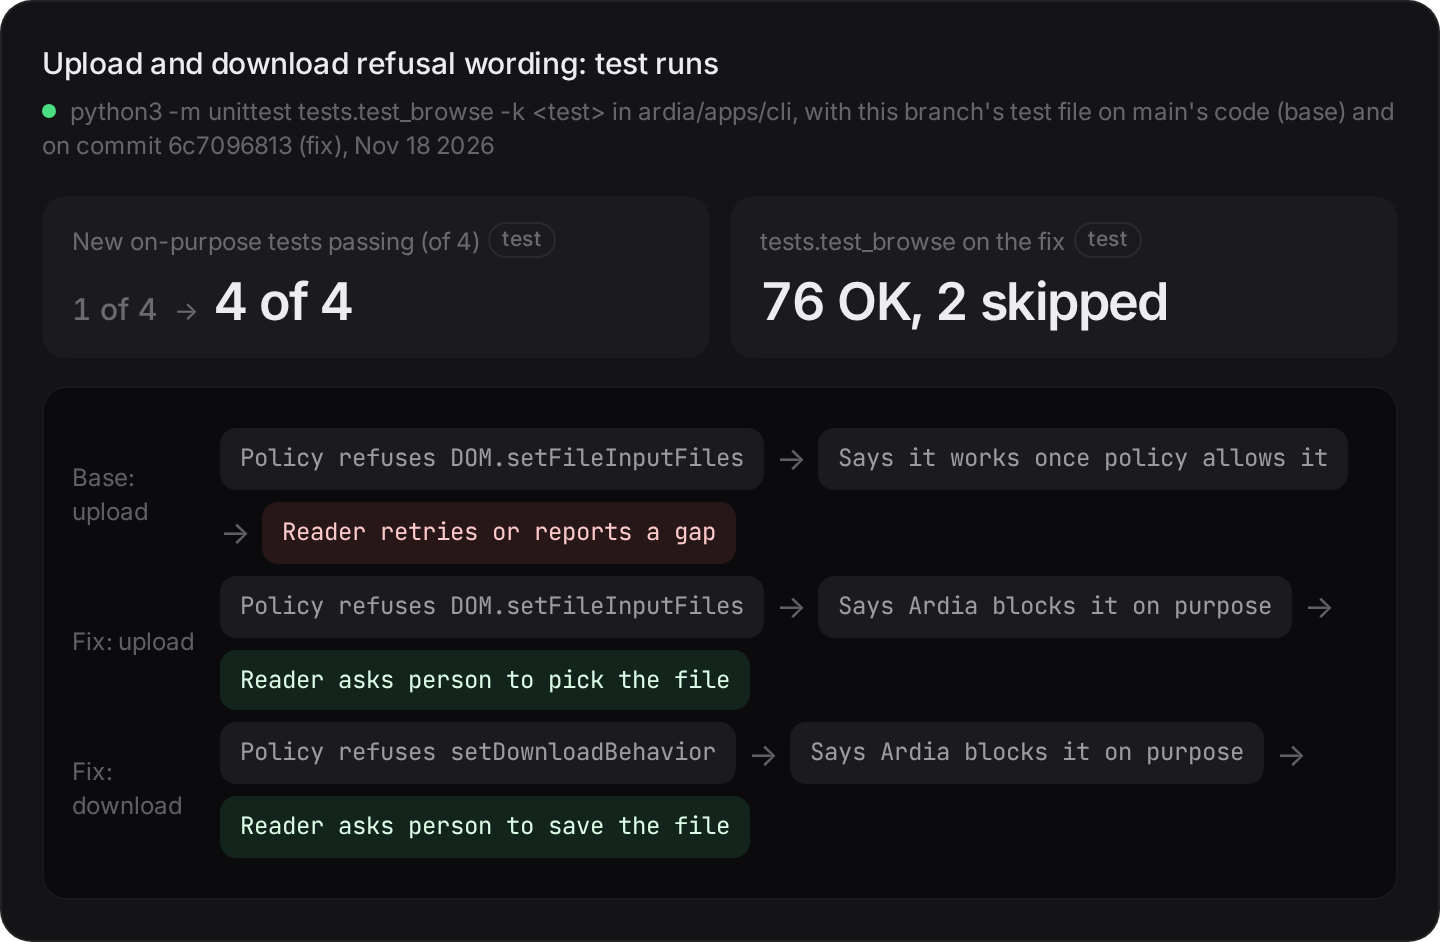 Upload and download refusal wording: test runs
python3 -m unittest tests.test_browse -k <test> in ardia/apps/cli, with this branch's test file on main's code (base) and
on commit 6c7096813 (fix), Nov 18 2026
New on-purpose tests passing (of 4) test
1 of 4 → 4 of 4
tests.test_browse on the fix test
76 OK, 2 skipped
Base:
upload
Policy refuses DOM.setFileInputFiles → Says it works once policy allows it
→ Reader retries or reports a gap
Fix: upload
Policy refuses DOM.setFileInputFiles → Says Ardia blocks it on purpose →
Reader asks person to pick the file
Fix:
download
Policy refuses setDownloadBehavior → Says Ardia blocks it on purpose →
Reader asks person to save the file